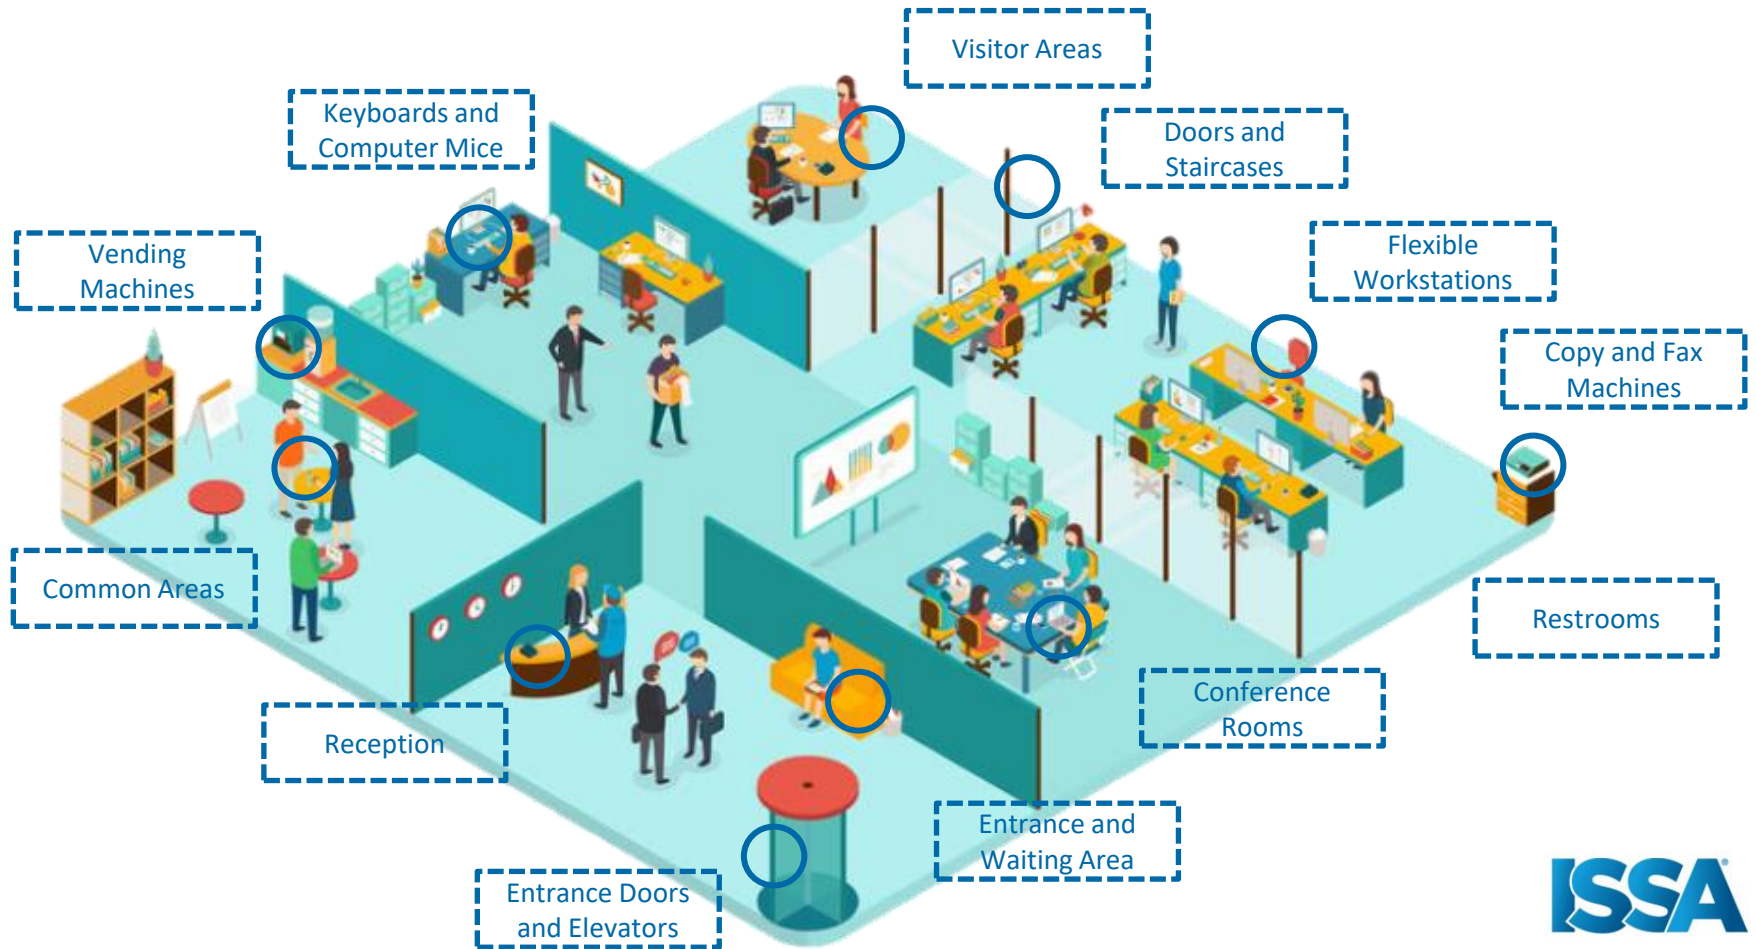 Visitor Areas
Keyboards and
Computer Mice
Doors and
Staircases
Vending
Machines
Flexible
Workstations
Copy and Fax
Machines
Common Areas
Restrooms
Reception
Conference
Rooms
Entrance and
Waiting Area
Entrance Doors
and Elevators
ISSA